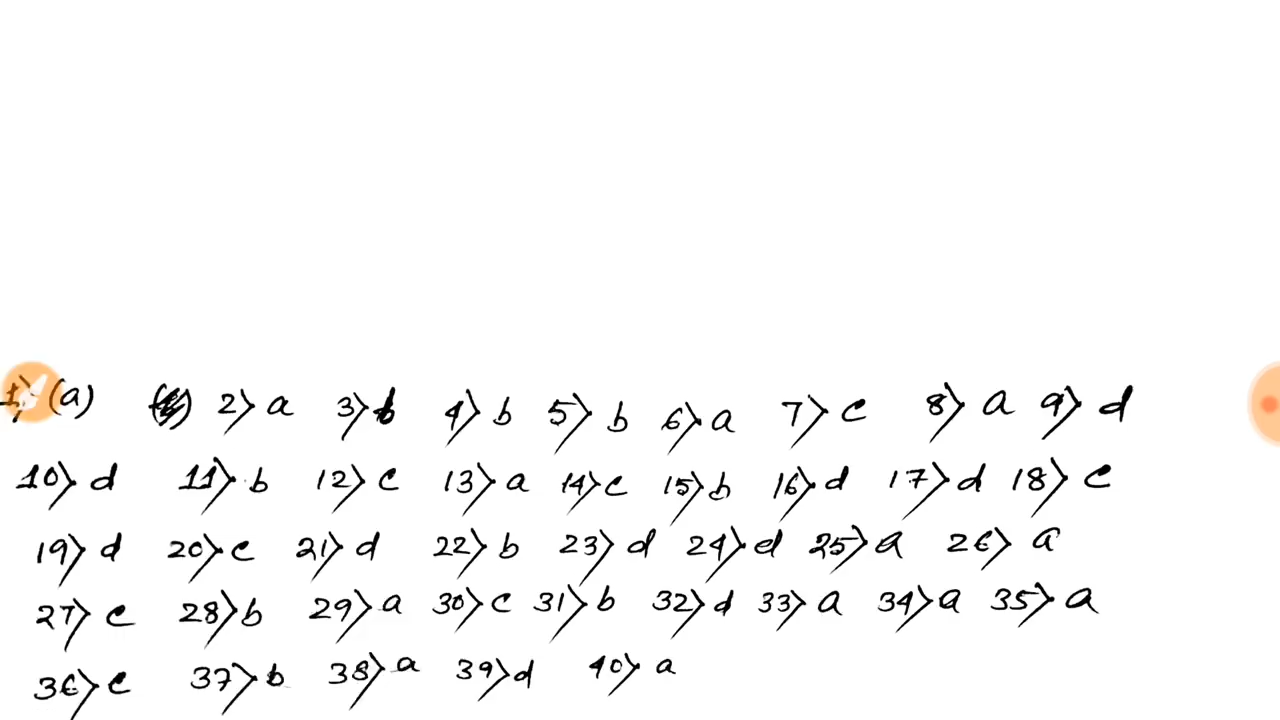 1) (a) 2> a 3> b 4> b 5> b 6> a 7> c 8> a 9> d
10> d 11> b 12> c 13> a 14> c 15> b 16> d 17> d 18> c
19> d 20> c 21> d 22> b 23> d 24> d 25> a 26> a
27> c 28> b 29> a 30> c 31> b 32> d 33> a 34> a 35> a
36> c 37> b 38> a 39> d 40> a